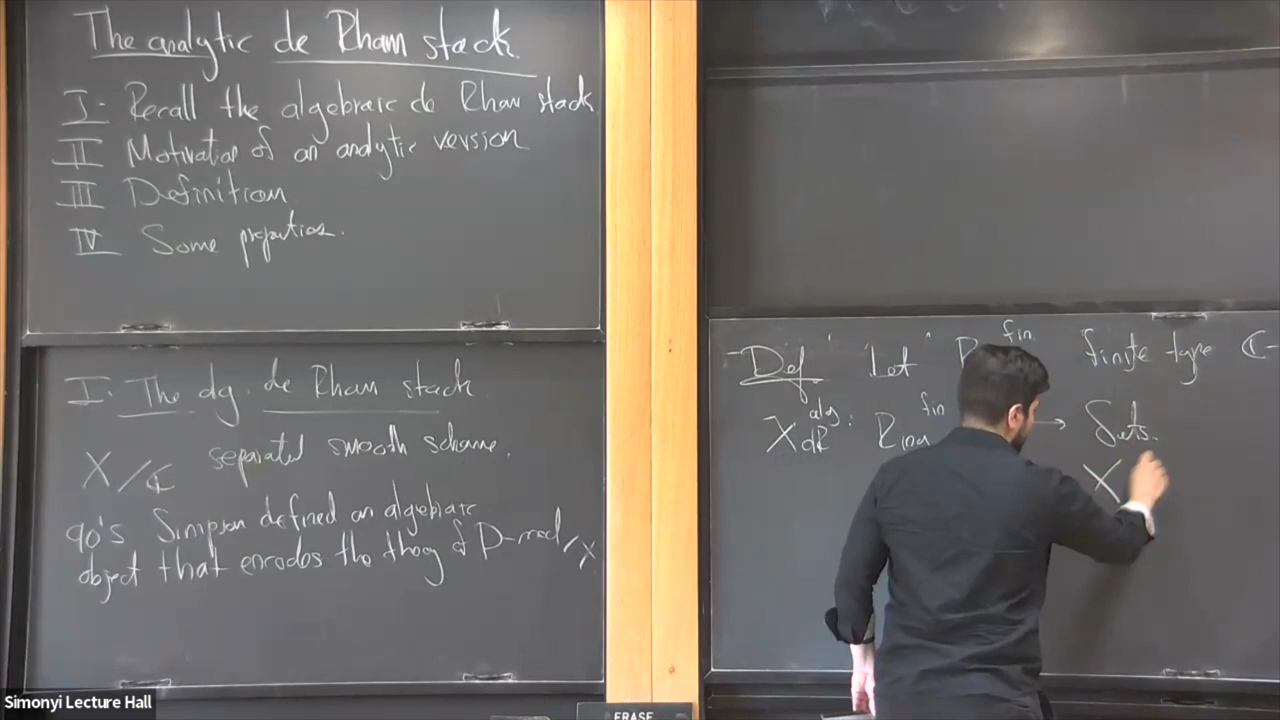 The analytic de Rham stack.
I- Recall the algebraic de Rham stack
II Motivation of an analytic version
III Definition
IV Some properties.
I- The dg. de Rham stack
X/ℂ separated smooth scheme.
90's Simpson defined an algebraic
object that encodes the theory of D-mod/X
Def Let R fin finite type ℂ-
X dR alg : Ring fin → Sets.
X
ERASE
Simonyi Lecture Hall